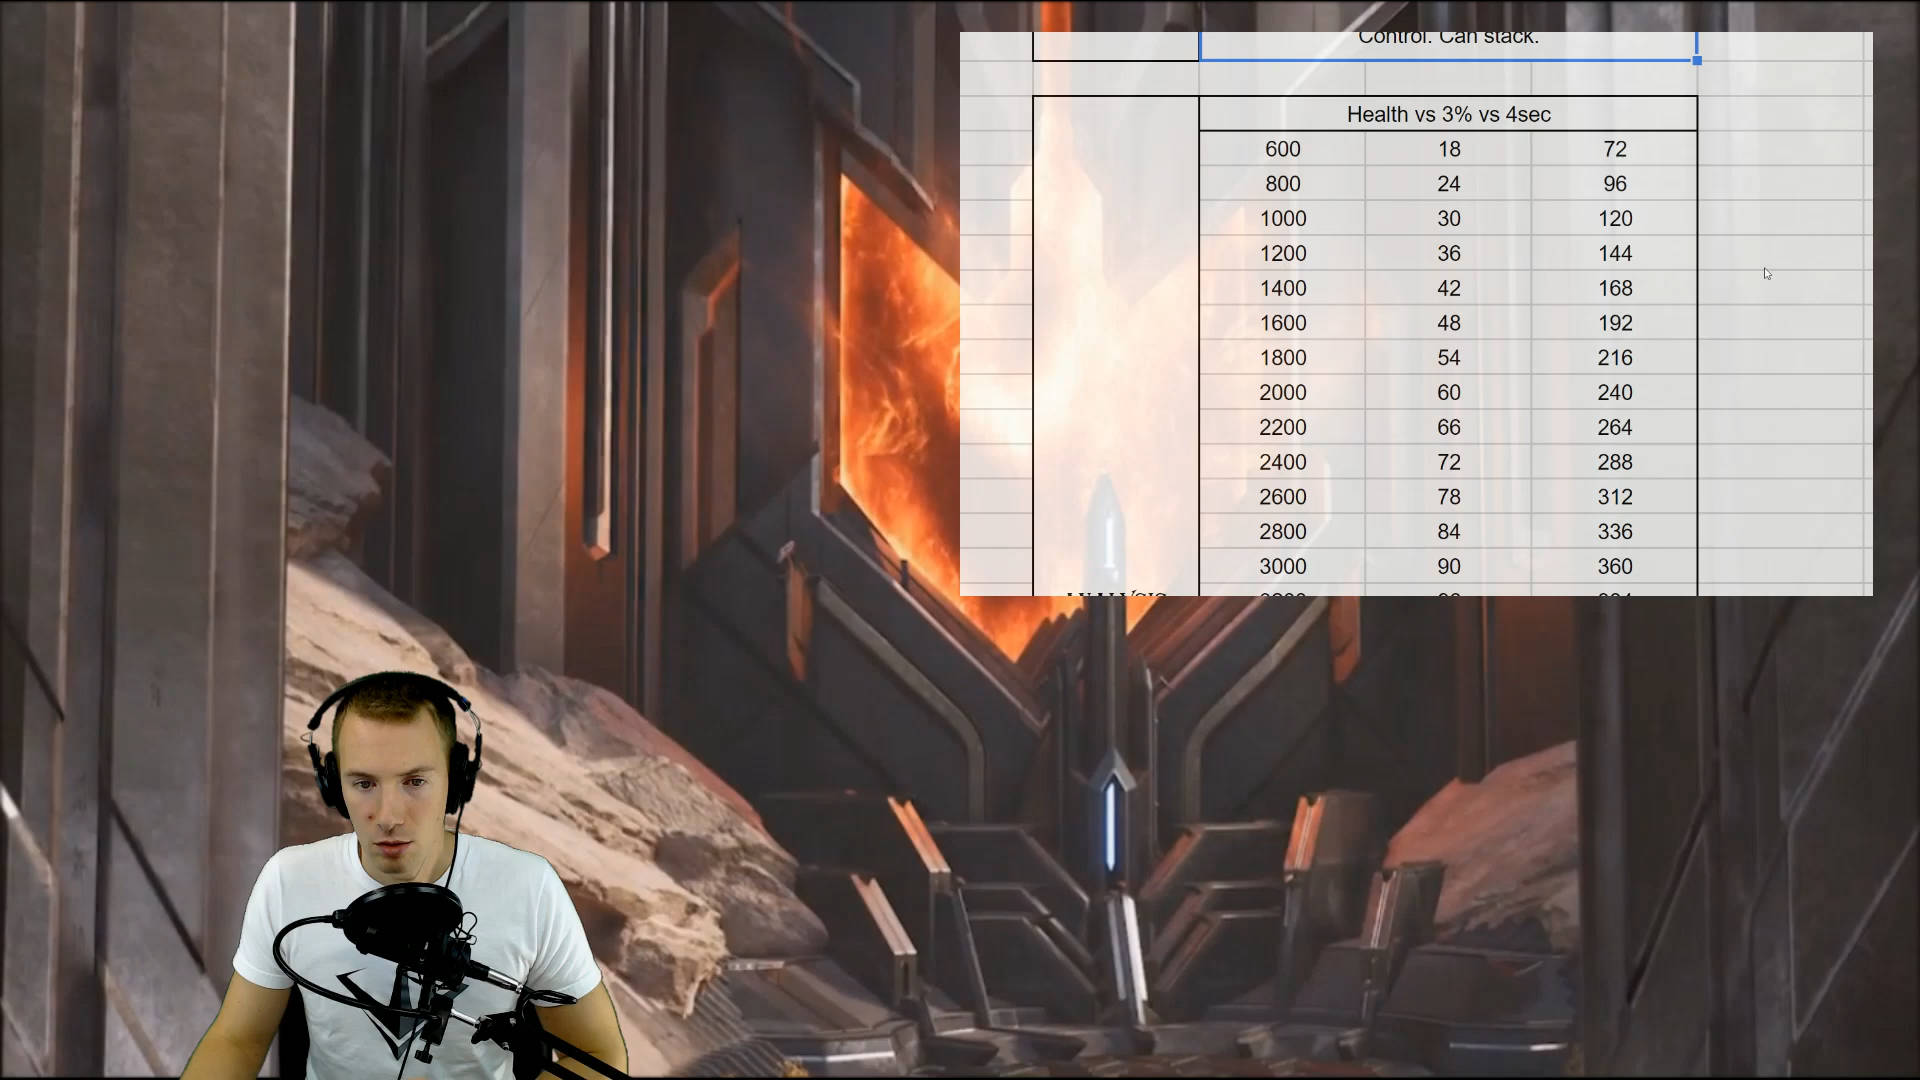 Control. Can stack.
Health vs 3% vs 4sec
600 18 72
800 24 96
1000 30 120
1200 36 144
1400 42 168
1600 48 192
1800 54 216
2000 60 240
2200 66 264
2400 72 288
2600 78 312
2800 84 336
3000 90 360